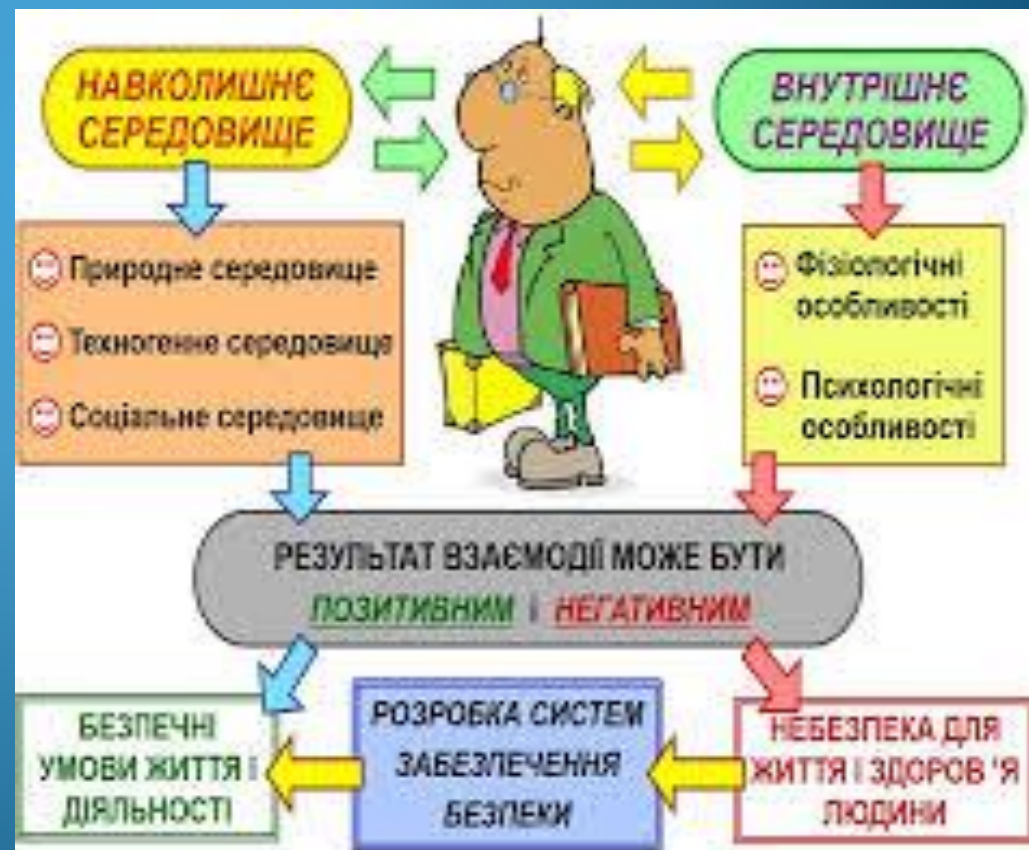 НАВКОЛИШНЄ
СЕРЕДОВИЩЕ
ВНУТРІШНЄ
СЕРЕДОВИЩЕ
Природне середовище
Техногенне середовище
Соціальне середовище
Фізіологічні
особливості
Психологічні
особливості
РЕЗУЛЬТАТ ВЗАЄМОДІЇ МОЖЕ БУТИ
ПОЗИТИВНИМ І НЕГАТИВНИМ
БЕЗПЕЧНІ
УМОВИ ЖИТТЯ І
ДІЯЛЬНОСТІ
РОЗРОБКА СИСТЕМ
ЗАБЕЗПЕЧЕННЯ
БЕЗПЕКИ
НЕБЕЗПЕКА ДЛЯ
ЖИТТЯ І ЗДОРОВ 'Я
ЛЮДИНИ